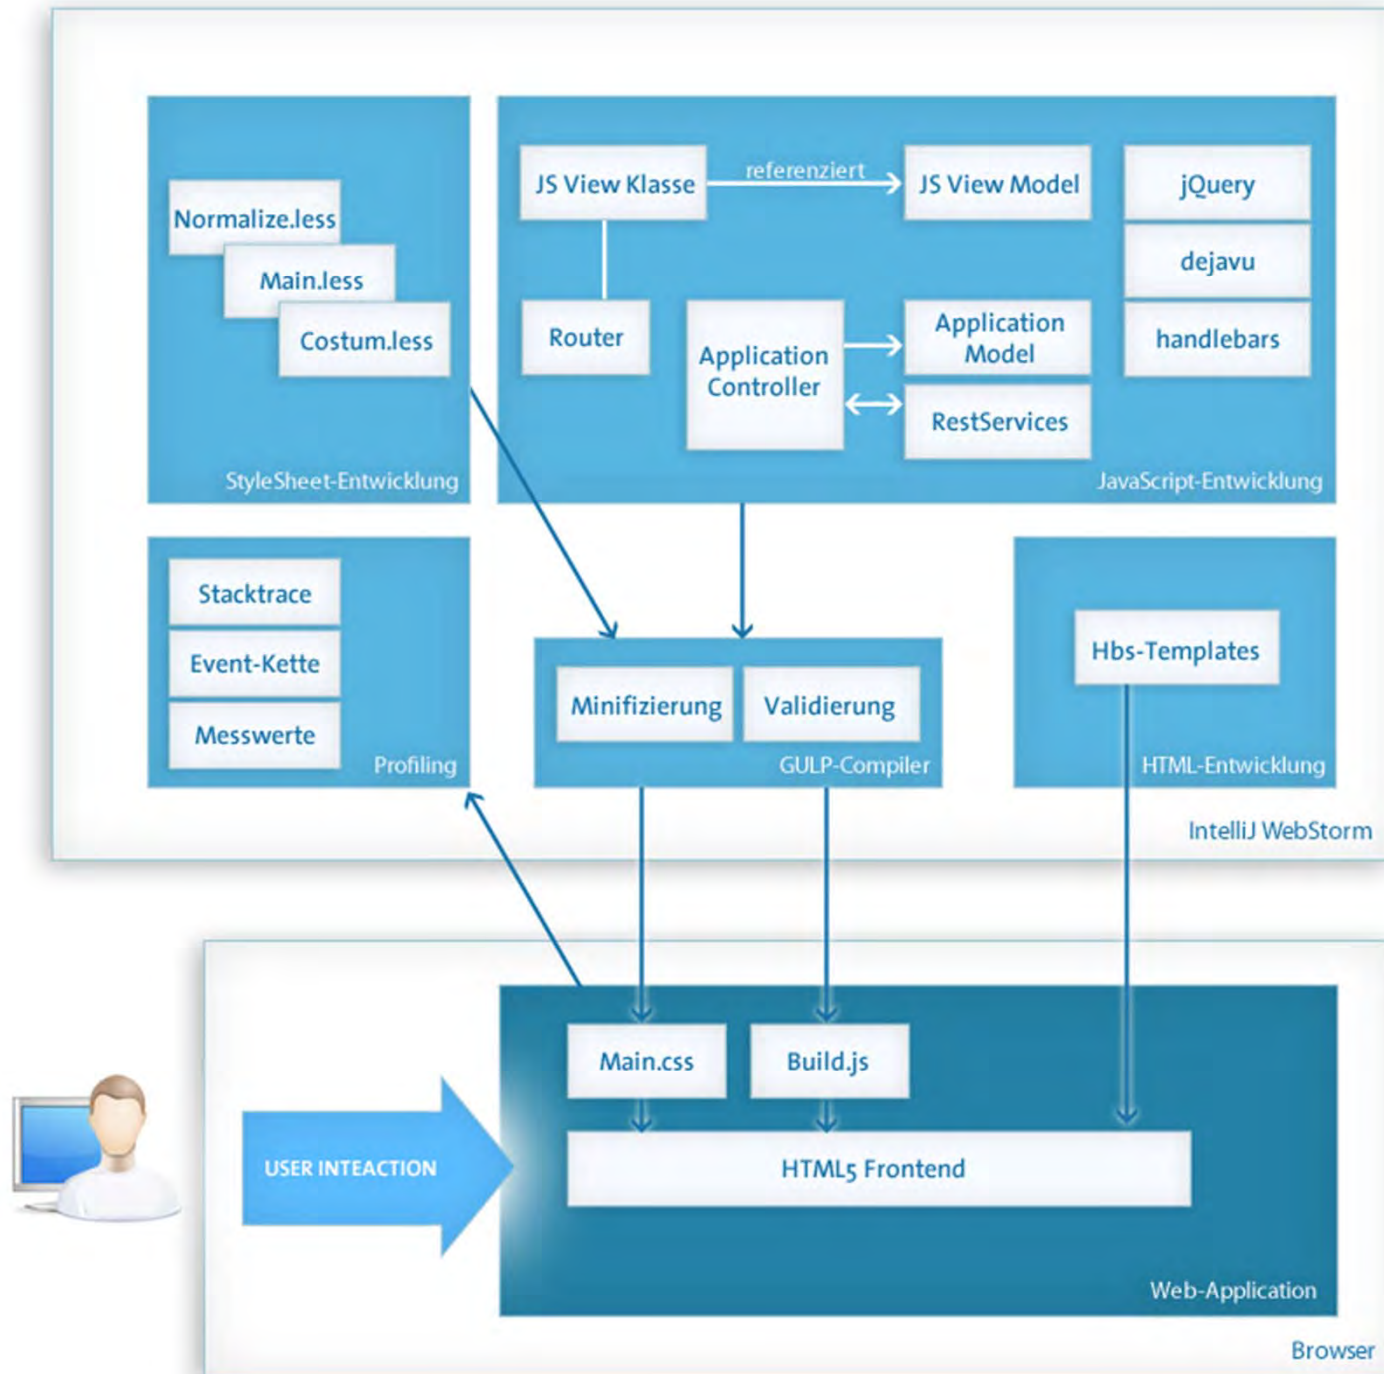 Normalize.less
Main.less
Costum.less
StyleSheet-Entwicklung
JS View Klasse
referenziert
JS View Model
Router
Application
Controller
Application
Model
RestServices
jQuery
dejavu
handlebars
JavaScript-Entwicklung
Stacktrace
Event-Kette
Messwerte
Profiling
Minifizierung
Validierung
GULP-Compiler
Hbs-Templates
HTML-Entwicklung
IntelliJ WebStorm
Main.css
Build.js
USER INTEACTION
HTML5 Frontend
Web-Application
Browser